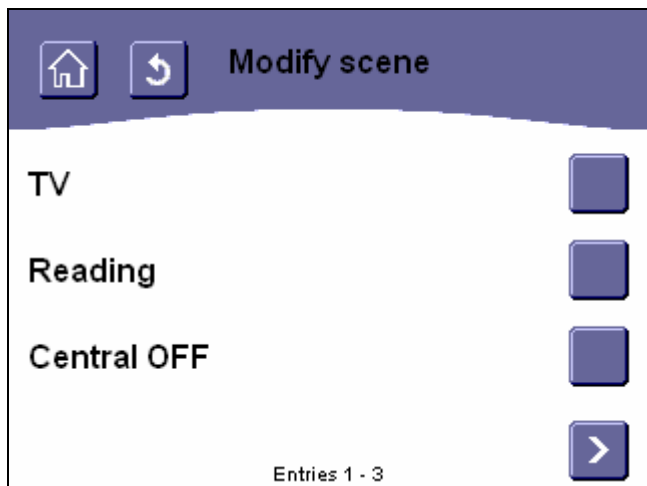 Modify scene
TV
Reading
Central OFF
Entries 1 - 3